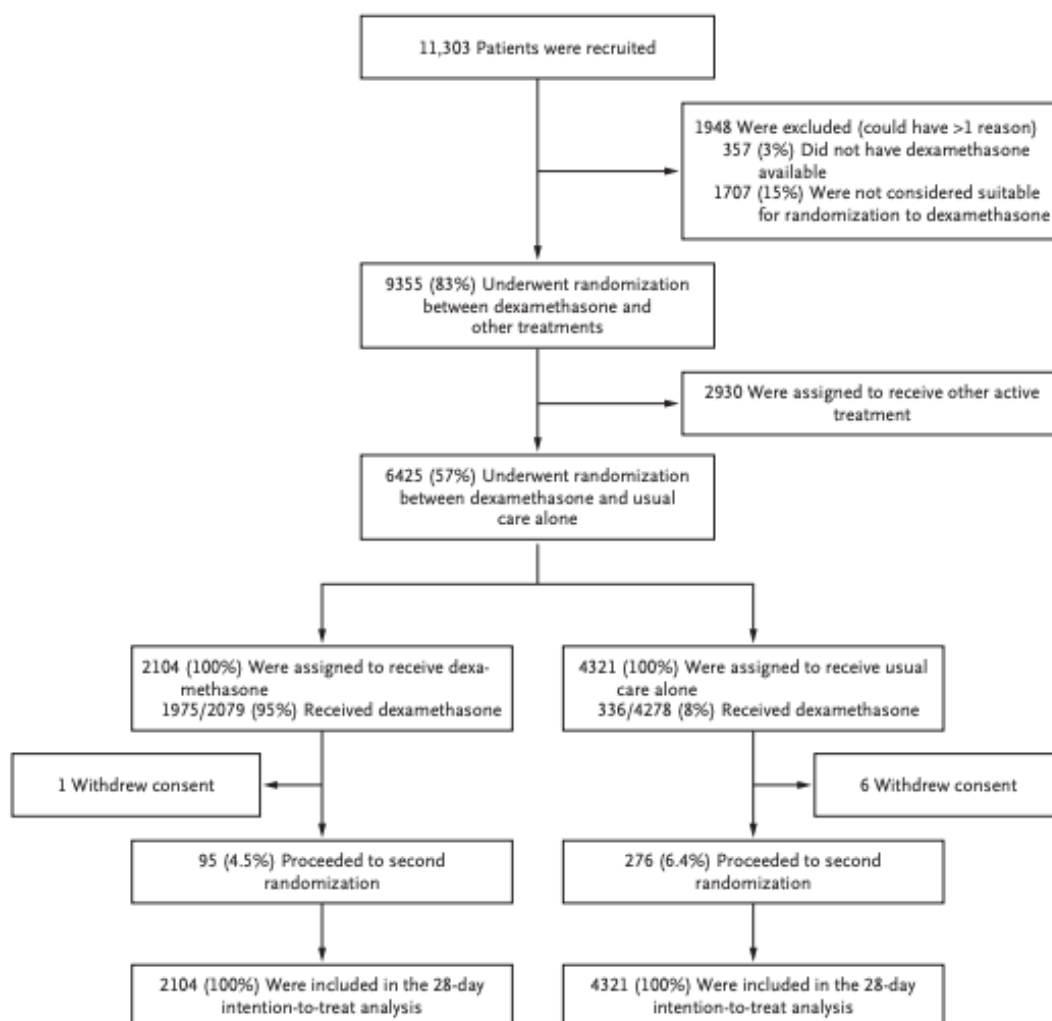 11,303 Patients were recruited
1948 Were excluded (could have >1 reason)
357 (3%) Did not have dexamethasone
available
1707 (15%) Were not considered suitable
for randomization to dexamethasone
9355 (83%) Underwent randomization
between dexamethasone and
other treatments
2930 Were assigned to receive other active
treatment
6425 (57%) Underwent randomization
between dexamethasone and usual
care alone
2104 (100%) Were assigned to receive dexa-
methasone
1975/2079 (95%) Received dexamethasone
4321 (100%) Were assigned to receive usual
care alone
336/4278 (8%) Received dexamethasone
1 Withdrew consent
6 Withdrew consent
95 (4.5%) Proceeded to second
randomization
276 (6.4%) Proceeded to second
randomization
2104 (100%) Were included in the 28-day
intention-to-treat analysis
4321 (100%) Were included in the 28-day
intention-to-treat analysis